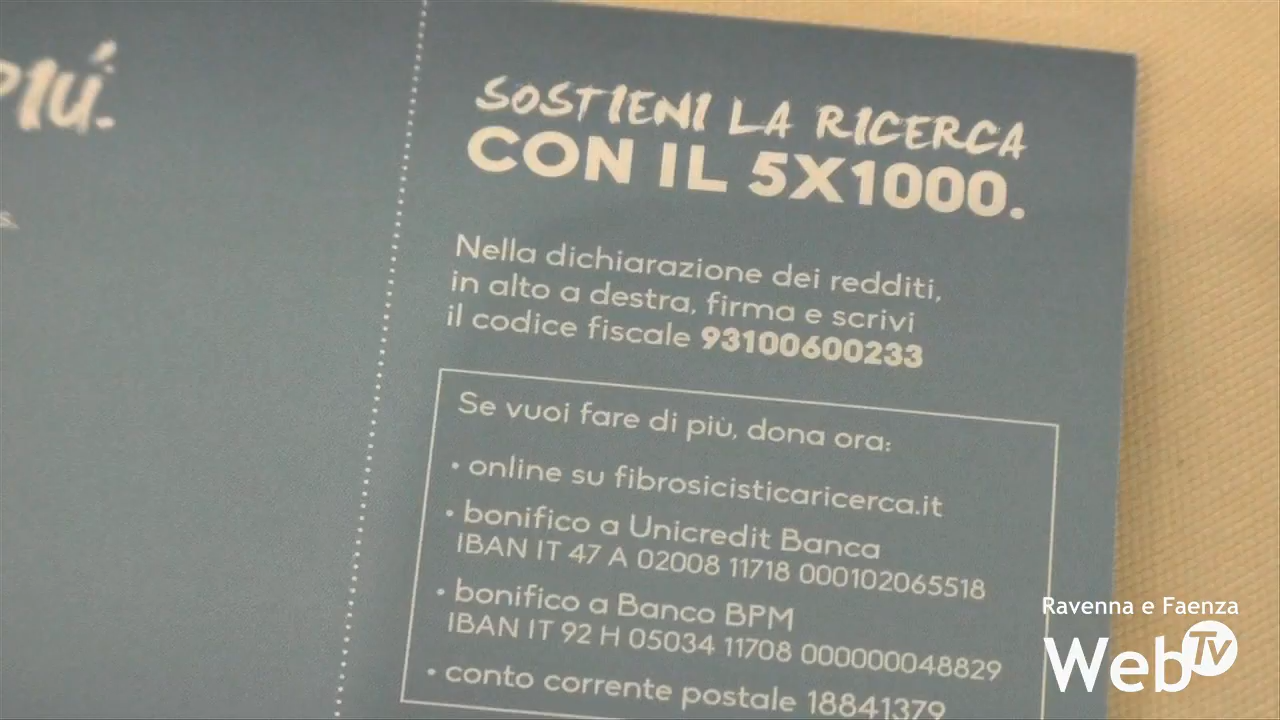 PIÚ.
s.
SOSTIENI LA RICERCA
CON IL 5X1000.
Nella dichiarazione dei redditi,
in alto a destra, firma e scrivi
il codice fiscale 93100600233
Se vuoi fare di più, dona ora:
• online su fibrosicisticaricerca.it
• bonifico a Unicredit Banca
IBAN IT 47 A 02008 11718 000102065518
• bonifico a Banco BPM
IBAN IT 92 H 05034 11708 000000048829
• conto corrente postale 18841379
Ravenna e Faenza
Web TV